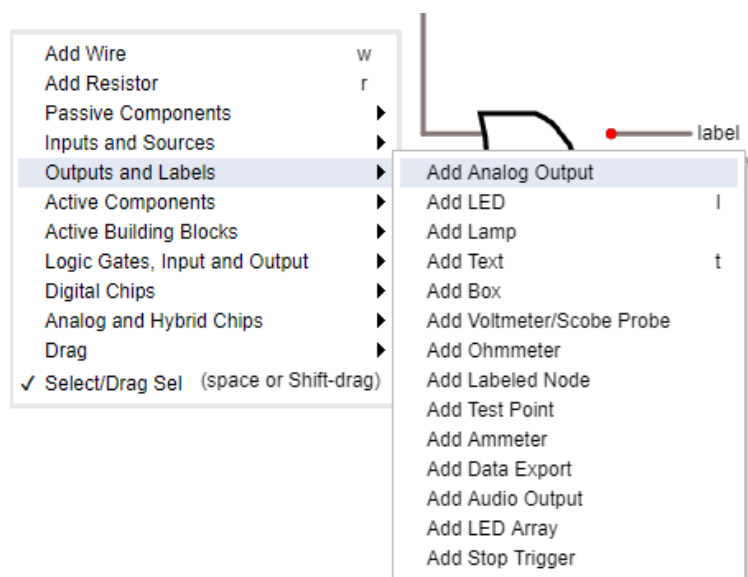 Add Wire w
Add Resistor r
Passive Components
Inputs and Sources
Outputs and Labels
Active Components
Active Building Blocks
Logic Gates, Input and Output
Digital Chips
Analog and Hybrid Chips
Drag
✓ Select/Drag Sel (space or Shift-drag)
label
Add Analog Output
Add LED l
Add Lamp
Add Text t
Add Box
Add Voltmeter/Scobe Probe
Add Ohmmeter
Add Labeled Node
Add Test Point
Add Ammeter
Add Data Export
Add Audio Output
Add LED Array
Add Stop Trigger